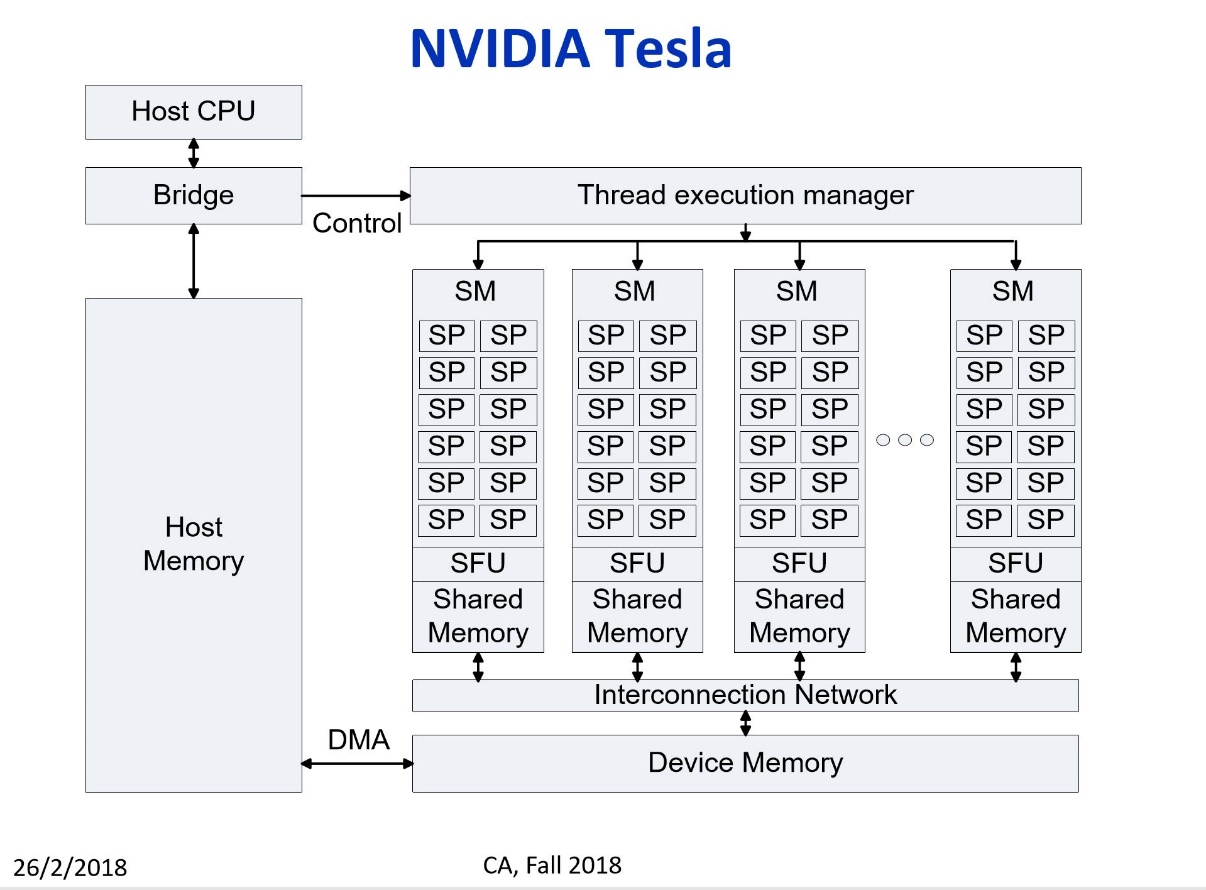 NVIDIA Tesla
Host CPU
Bridge
Control
Thread execution manager
Host
Memory
SM SM SM SM
SP SP SP SP SP SP SP SP
SP SP SP SP SP SP SP SP
SP SP SP SP SP SP SP SP
SP SP SP SP SP SP SP SP
SP SP SP SP SP SP SP SP
SP SP SP SP SP SP SP SP
SFU SFU SFU SFU
Shared Shared Shared Shared
Memory Memory Memory Memory
Interconnection Network
DMA
Device Memory
26/2/2018
CA, Fall 2018